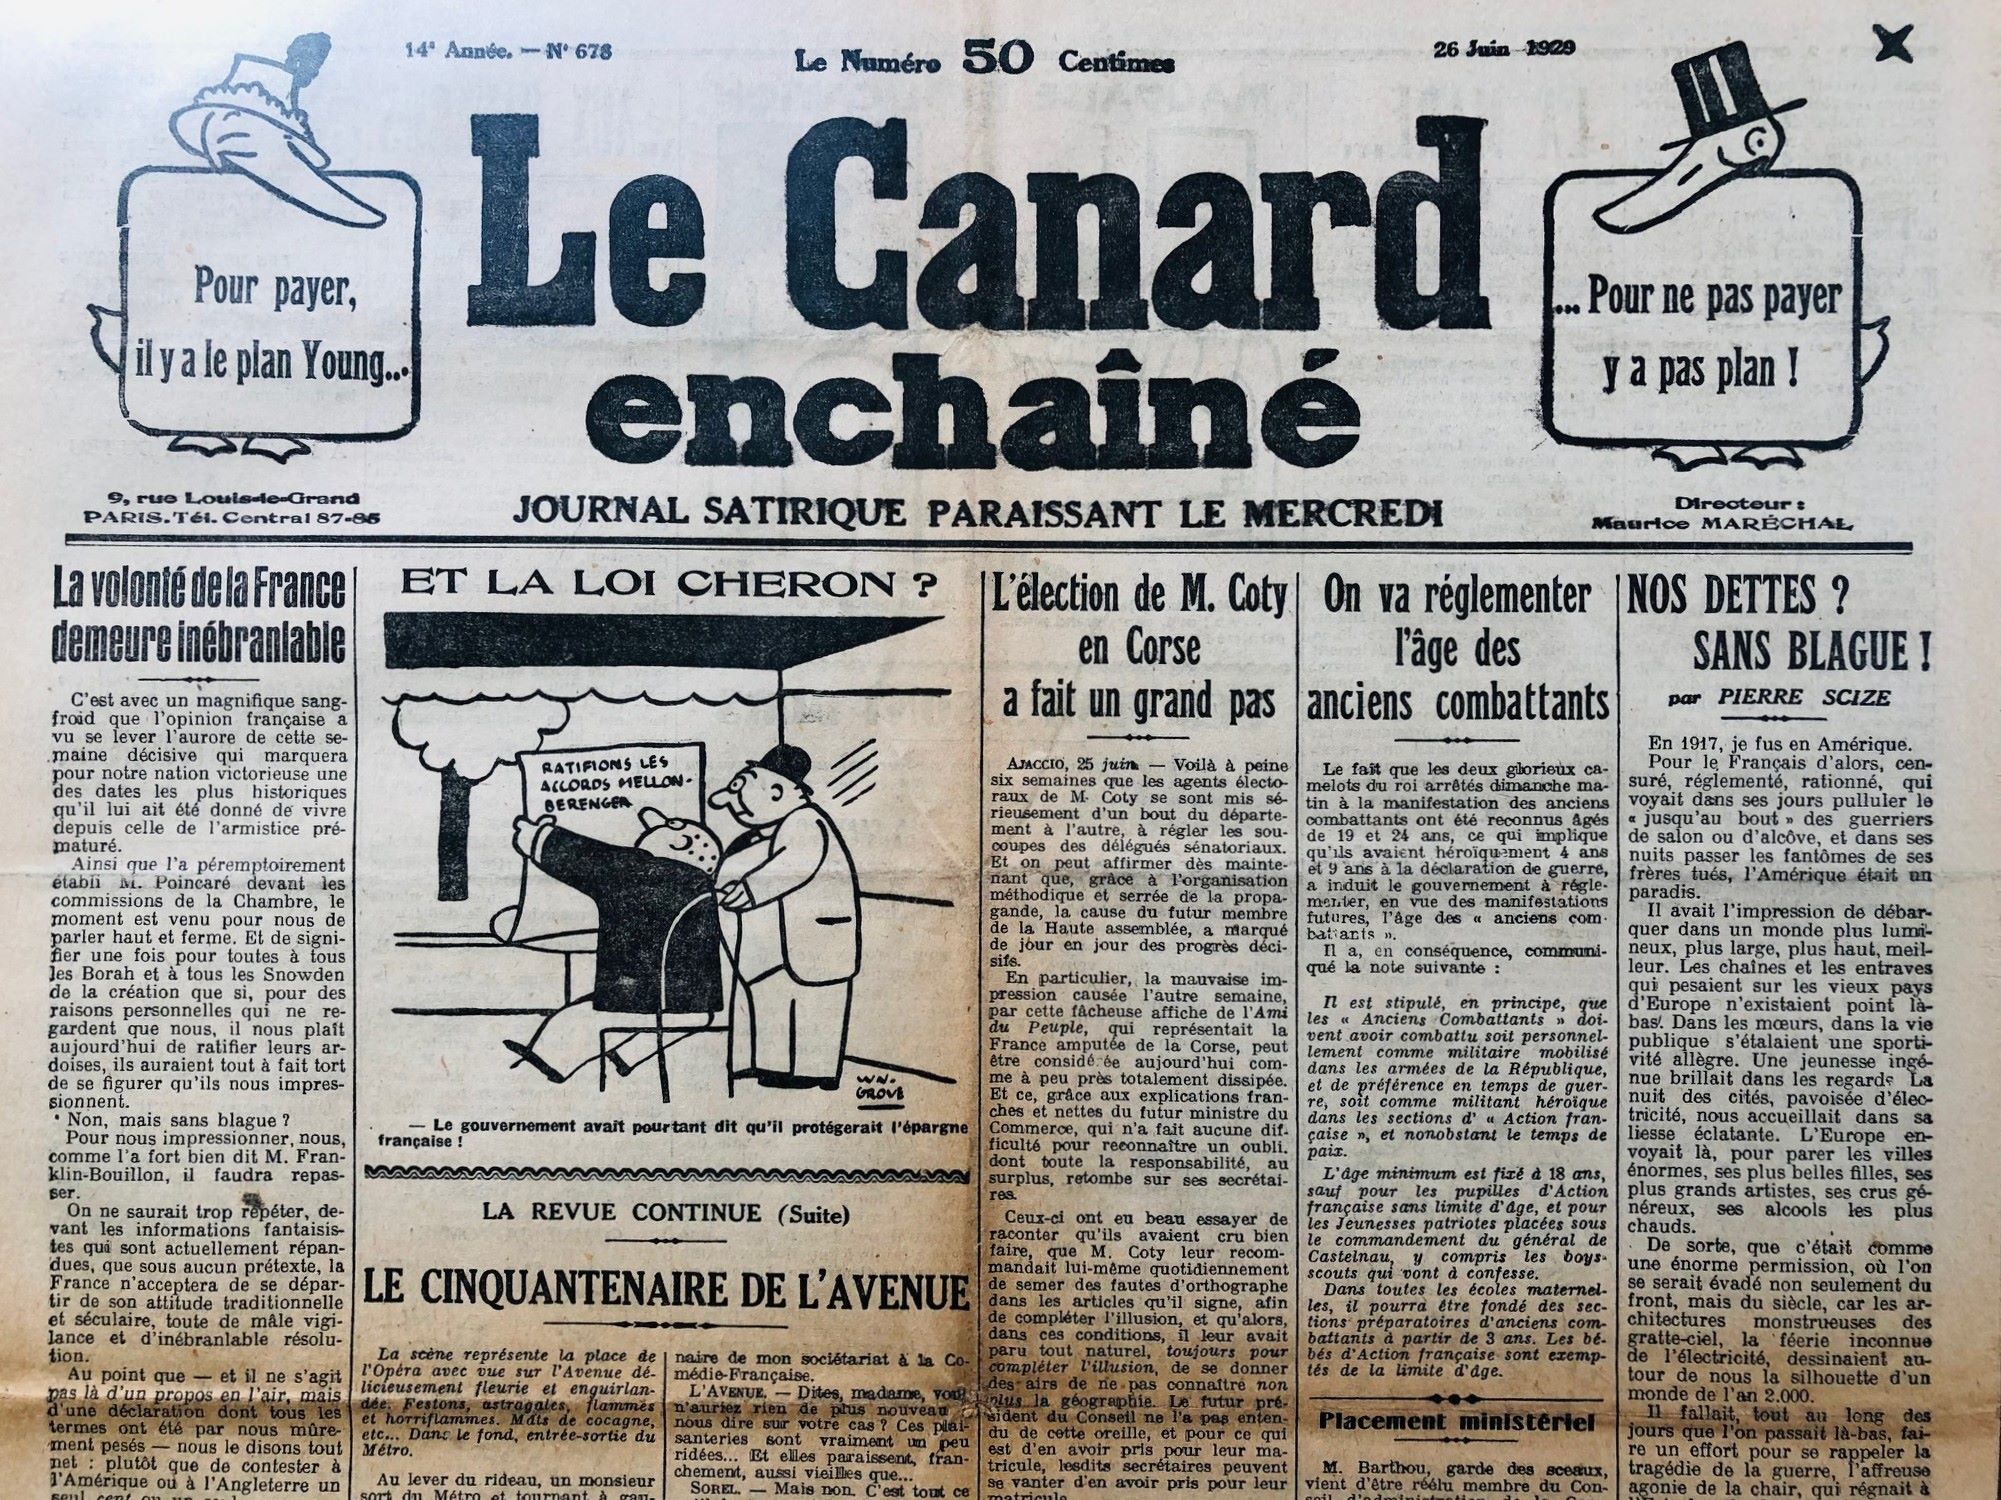 14e Année. — N° 678
Le Numéro 50 Centimes
26 Juin 1929
Pour payer,
il y a le plan Young...
Le Canard
enchaîné
... Pour ne pas payer
y a pas plan !
9, rue Louis-le-Grand
PARIS. Tél. Central 87-85
JOURNAL SATIRIQUE PARAISSANT LE MERCREDI
Directeur :
Maurice MARÉCHAL
La volonté de la France
demeure inébranlable
C'est avec un magnifique sang-
froid que l'opinion française a
vu se lever l'aurore de cette se-
maine décisive qui marquera
pour notre nation victorieuse une
des dates les plus historiques
qu'il lui ait été donné de vivre
depuis celle de l'armistice pré-
maturé.
Ainsi que l'a péremptoirement
établi M. Poincaré devant les
commissions de la Chambre, le
moment est venu pour nous de
parler haut et ferme. Et de signi-
fier une fois pour toutes à tous
les Borah et à tous les Snowden
de la création que si, pour des
raisons personnelles qui ne re-
gardent que nous, il nous plaît
aujourd'hui de ratifier leurs ar-
doises, ils auraient tout à fait tort
de se figurer qu'ils nous impres-
sionnent.
Non, mais sans blague ?
Pour nous impressionner, nous,
comme l'a fort bien dit M. Fran-
klin-Bouillon, il faudra repas-
ser.
On ne saurait trop répéter, de-
vant les informations fantaisis-
tes qui sont actuellement répan-
dues, que sous aucun prétexte, la
France n'acceptera de se dépar-
tir de son attitude traditionnelle
et séculaire, toute de mâle vigi-
lance et d'inébranlable résolu-
tion.
Au point que — et il ne s'agit
pas là d'un propos en l'air, mais
d'une déclaration dont tous les
termes ont été par nous mûre-
ment pesés — nous le disons tout
net : plutôt que de contester à
l'Amérique ou à l'Angleterre un
seul cent ou un
ET LA LOI CHERON ?
RATIFIONS LES
ACCORDS MELLON-
BERENGER
WN.
GROVE
— Le gouvernement avait pourtant dit qu'il protégerait l'épargne
française !
LA REVUE CONTINUE (Suite)
LE CINQUANTENAIRE DE L'AVENUE
La scène représente la place de
l'Opéra avec vue sur l'Avenue dé-
licieusement fleurie et enguirlan-
dée. Festons, astragales, flammes
et horriflammes. Mâts de cocagne,
etc... Dans le fond, entrée-sortie du
Métro.
Au lever du rideau, un monsieur
sort du Métro et tournant à gau-
naire de mon sociétariat à la Co-
médie-Française.
L'AVENUE. — Dites, madame, vous
n'auriez rien de plus nouveau à
nous dire sur votre cas ? Ces plai-
santeries sont vraiment un peu
ridées... Et elles paraissent, fran-
chement, aussi vieilles que...
SOREL. — Mais non. C'est tout ce
L'élection de M. Coty
en Corse
a fait un grand pas
AJACCIO, 25 juin. — Voilà à peine
six semaines que les agents électo-
raux de M. Coty se sont mis sé-
rieusement d'un bout du départe-
ment à l'autre, à régler les sou-
coupes des délégués sénatoriaux.
Et on peut affirmer dès mainte-
nant que, grâce à l'organisation
méthodique et serrée de la propa-
gande, la cause du futur membre
de la Haute assemblée, a marqué
de jour en jour des progrès déci-
sifs.
En particulier, la mauvaise im-
pression causée l'autre semaine,
par cette fâcheuse affiche de l'Ami
du Peuple, qui représentait la
France amputée de la Corse, peut
être considérée aujourd'hui com-
me à peu près totalement dissipée.
Et ce, grâce aux explications fran-
ches et nettes du futur ministre du
Commerce, qui n'a fait aucune dif-
ficulté pour reconnaître un oubli.
dont toute la responsabilité, au
surplus, retombe sur ses secrétai-
res.
Ceux-ci ont eu beau essayer de
raconter qu'ils avaient cru bien
faire, que M. Coty leur recom-
mandait lui-même quotidiennement
de semer des fautes d'orthographe
dans les articles qu'il signe, afin
de compléter l'illusion, et qu'alors,
dans ces conditions, il leur avait
paru tout naturel, toujours pour
compléter l'illusion, de se donner
des airs de ne pas connaître non
plus la géographie. Le futur pré-
sident du Conseil ne l'a pas enten-
du de cette oreille, et pour ce qui
est d'en avoir pris pour leur ma-
tricule, lesdits secrétaires peuvent
se vanter d'en avoir pris pour leur
matricule.
On va réglementer
l'âge des
anciens combattants
Le fait que les deux glorieux ca-
melots du roi arrêtés dimanche ma-
tin à la manifestation des anciens
combattants ont été reconnus âgés
de 19 et 24 ans, ce qui implique
qu'ils avaient héroïquement 4 ans
et 9 ans à la déclaration de guerre,
a induit le gouvernement à régle-
menter, en vue des manifestations
futures, l'âge des « anciens com-
battants ».
Il a, en conséquence, communi-
qué la note suivante :
Il est stipulé, en principe, que
les « Anciens Combattants » doi-
vent avoir combattu soit personnel-
lement comme militaire mobilisé
dans les armées de la République,
et de préférence en temps de guer-
re, soit comme militant héroïque
dans les sections d' « Action fran-
çaise », et nonobstant le temps de
paix.
L'âge minimum est fixé à 18 ans,
sauf pour les pupilles d'Action
française sans limite d'âge, et pour
les Jeunesses patriotes placées sous
le commandement du général de
Castelnau, y compris les boys-
scouts qui vont à confesse.
Dans toutes les écoles maternel-
les, il pourra être fondé des sec-
tions préparatoires d'anciens com-
battants à partir de 3 ans. Les bé-
bés d'Action française sont exemp-
tés de la limite d'âge.
Placement ministériel
M. Barthou, garde des sceaux,
vient d'être réélu membre du Con-
seil d'administration de la
NOS DETTES ?
SANS BLAGUE !
par PIERRE SCIZE
En 1917, je fus en Amérique.
Pour le Français d'alors, cen-
suré, réglementé, rationné, qui
voyait dans ses jours pulluler le
« jusqu'au bout » des guerriers
de salon ou d'alcôve, et dans ses
nuits passer les fantômes de ses
frères tués, l'Amérique était un
paradis.
Il avait l'impression de débar-
quer dans un monde plus lumi-
neux, plus large, plus haut, meil-
leur. Les chaînes et les entraves
qui pesaient sur les vieux pays
d'Europe n'existaient point là-
bas. Dans les mœurs, dans la vie
publique s'étalaient une sporti-
vité allègre. Une jeunesse ingé-
nue brillait dans les regards La
nuit des cités, pavoisée d'élec-
tricité, nous accueillait dans sa
liesse éclatante. L'Europe en-
voyait là, pour parer les villes
énormes, ses plus belles filles, ses
plus grands artistes, ses crus gé-
néreux, ses alcools les plus
chauds.
De sorte, que c'était comme
une énorme permission, où l'on
se serait évadé non seulement du
front, mais du siècle, car les ar-
chitectures monstrueuses des
gratte-ciel, la féerie inconnue
de l'électricité, dessinaient au-
tour de nous la silhouette d'un
monde de l'an 2.000.
Il fallait, tout au long des
jours que l'on passait là-bas, fai-
re un effort pour se rappeler la
tragédie de la guerre, l'affreuse
agonie de la chair, qui régnait à